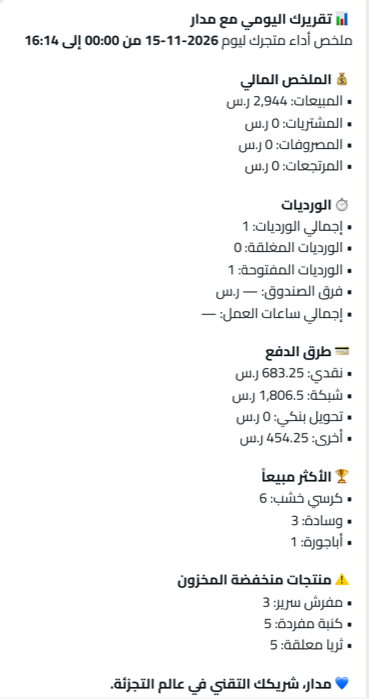 📊 تقريرك اليومي مع مدار
ملخص أداء متجرك ليوم 2026-11-15 من 00:00 إلى 16:14
💰 الملخص المالي
▪ المبيعات: 2,944 ر.س
▪ المشتريات: 0 ر.س
▪ المصروفات: 0 ر.س
▪ المرتجعات: 0 ر.س
⏱ الورديات
▪ إجمالي الورديات: 1
▪ الورديات المغلقة: 0
▪ الورديات المفتوحة: 1
▪ فرق الصندوق: — ر.س
▪ إجمالي ساعات العمل: —
💳 طرق الدفع
▪ نقدي: 683.25 ر.س
▪ شبكة: 1,806.5 ر.س
▪ تحويل بنكي: 0 ر.س
▪ أخرى: 454.25 ر.س
🏆 الأكثر مبيعاً
▪ كرسي خشب: 6
▪ وسادة: 3
▪ أباجورة: 1
⚠️ منتجات منخفضة المخزون
▪ مفرش سرير: 3
▪ كنبة مفردة: 5
▪ ثريا معلقة: 5
💙 مدار، شريكك التقني في عالم التجزئة.